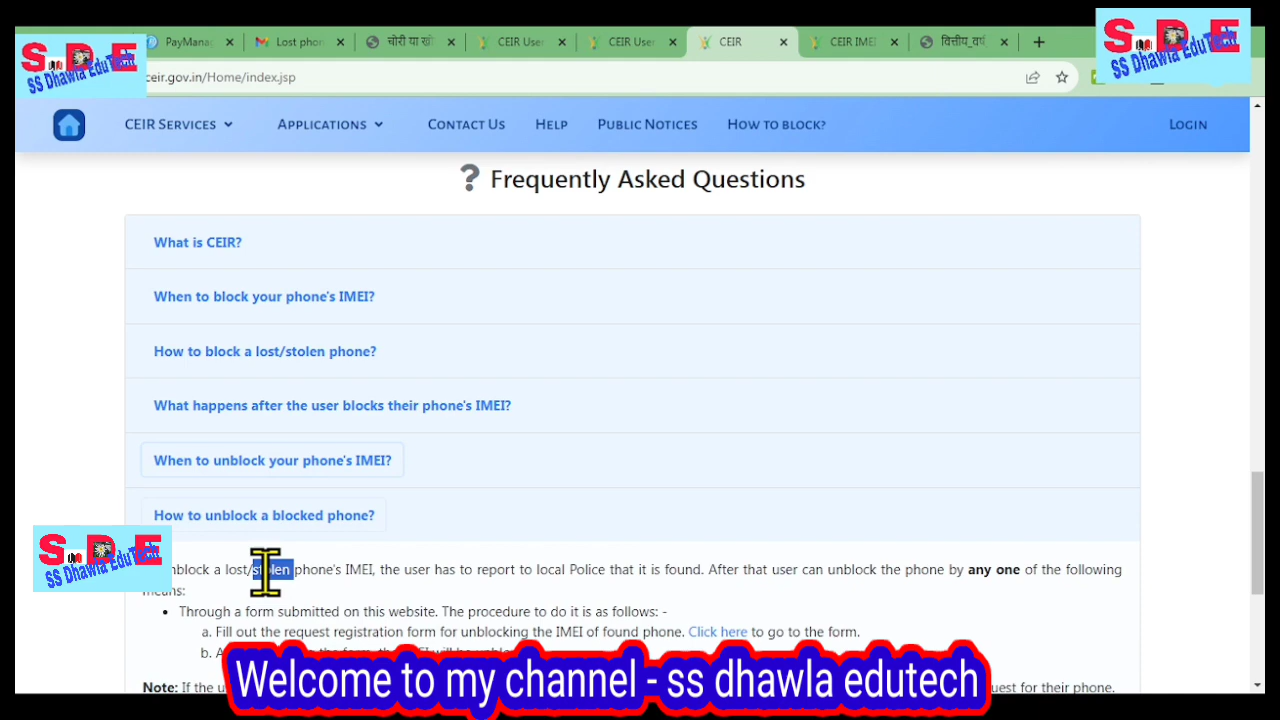 S.D.E
SS Dhawla EduTech
PayManag
Lost phon
चोरी या खो
CEIR User
CEIR User
CEIR
CEIR IMEI
वित्तीय_वर्ष
S.D.E
SS Dhawla EduTech
ceir.gov.in/Home/index.jsp
CEIR Services
Applications
Contact Us
Help
Public Notices
How to block?
Login
? Frequently Asked Questions
What is CEIR?
When to block your phone's IMEI?
How to block a lost/stolen phone?
What happens after the user blocks their phone's IMEI?
When to unblock your phone's IMEI?
How to unblock a blocked phone?
S.D.E
SS Dhawla EduTech
nblock a lost/stolen phone's IMEI, the user has to report to local Police that it is found. After that user can unblock the phone by any one of the following
means:
• Through a form submitted on this website. The procedure to do it is as follows: -
a. Fill out the request registration form for unblocking the IMEI of found phone. Click here to go to the form.
b.
Welcome to my channel - ss dhawla edutech
Note: If the u
uest for their phone.